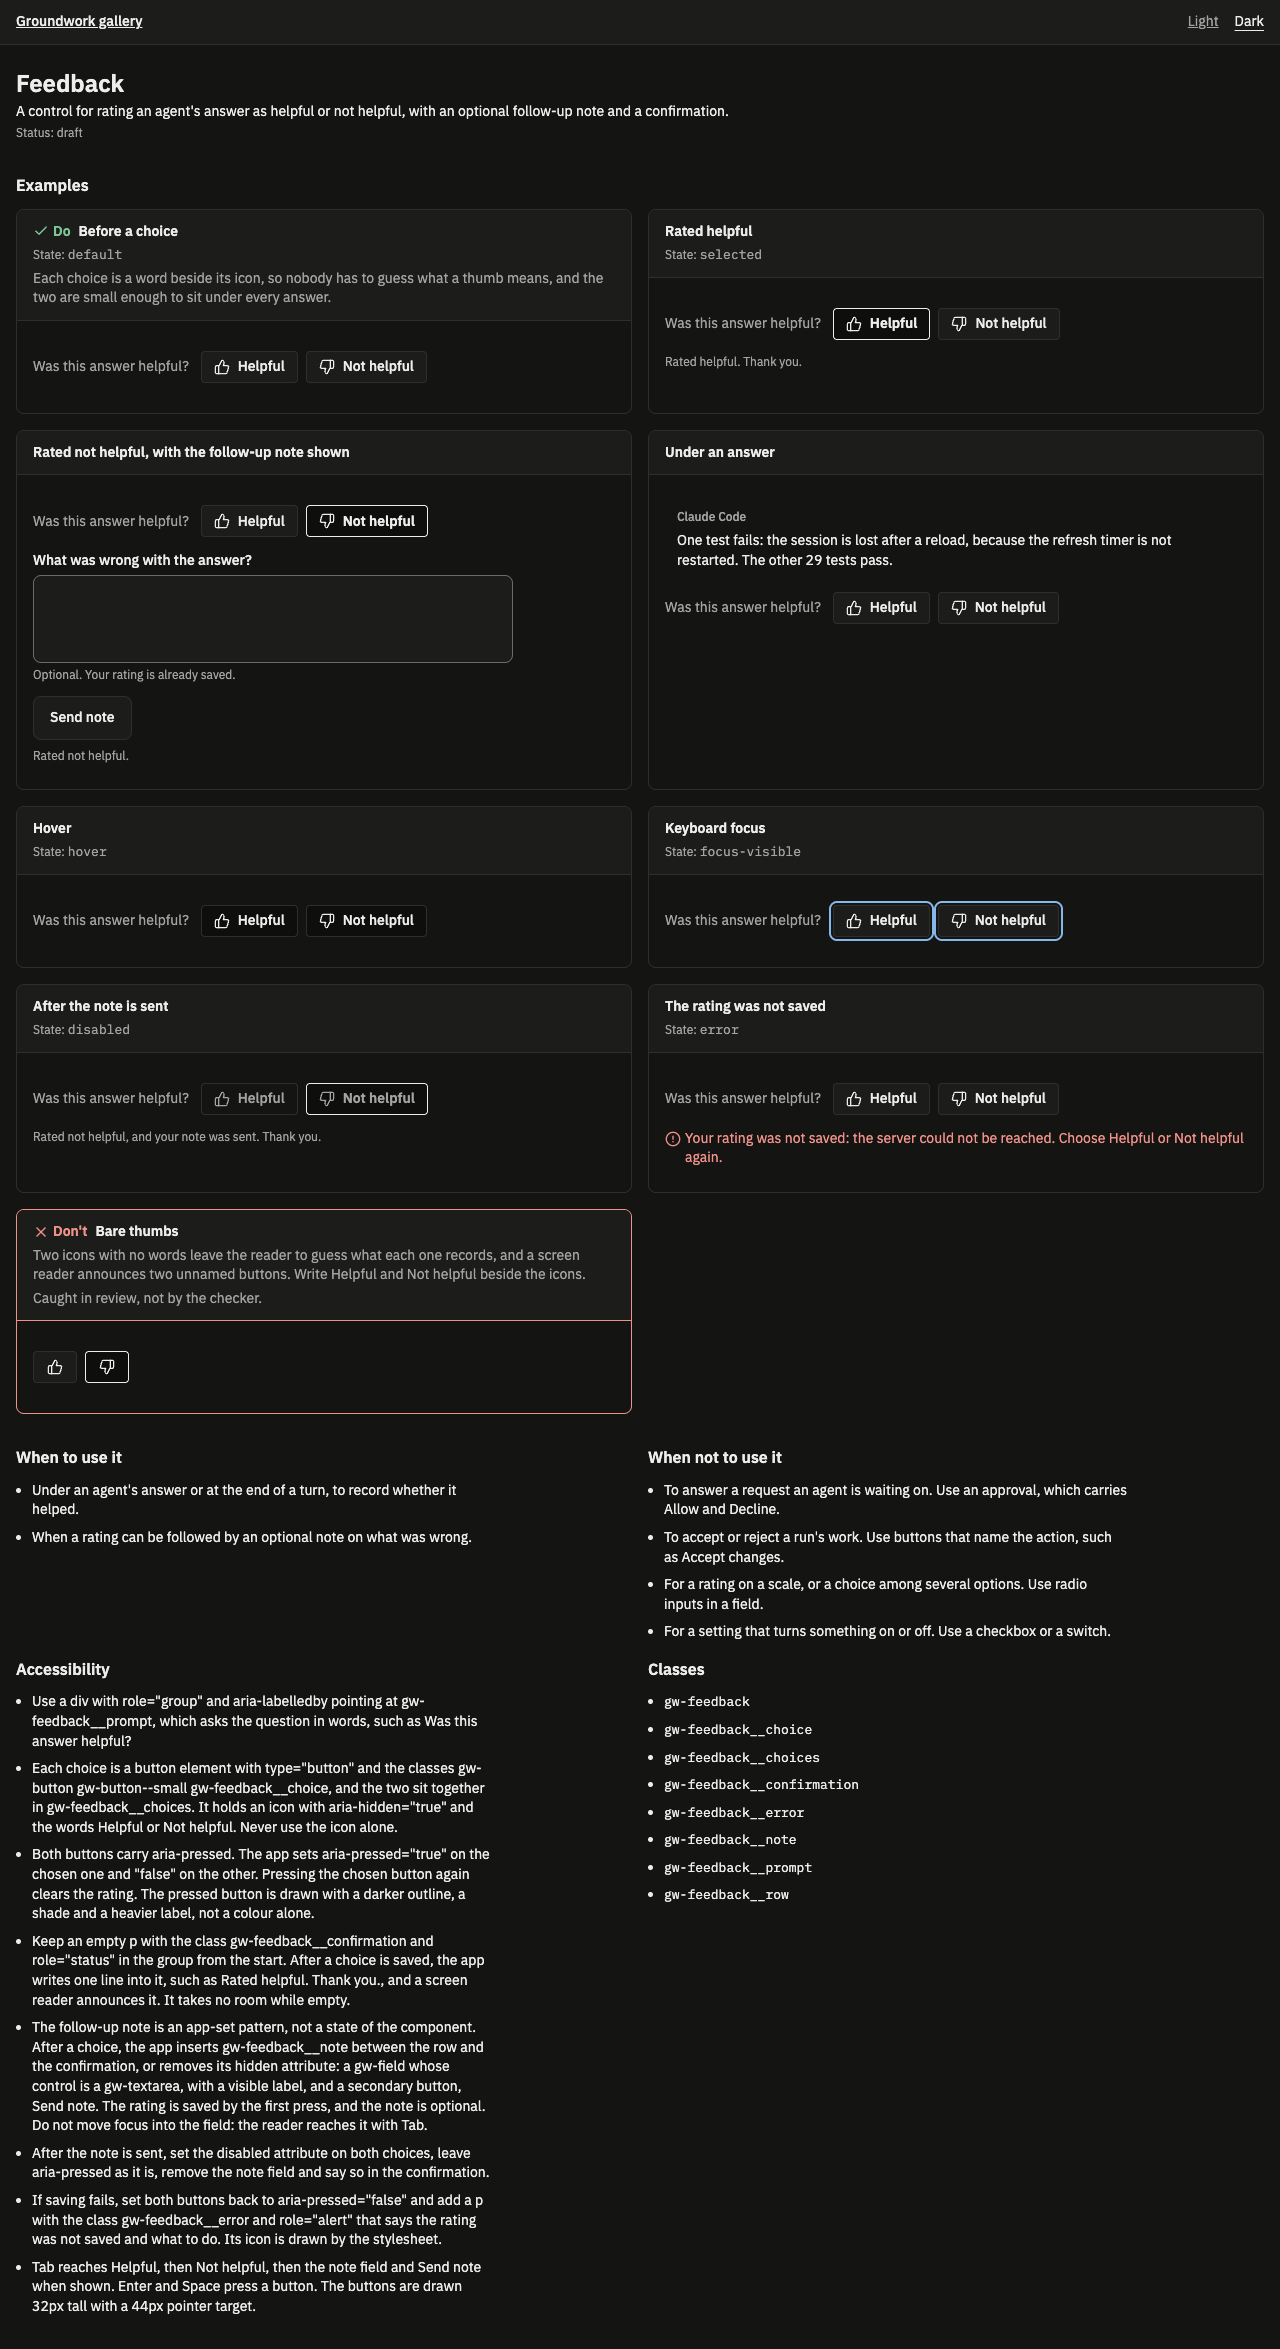 Groundwork gallery
Light Dark
Feedback
A control for rating an agent's answer as helpful or not helpful, with an optional follow-up note and a confirmation.
Status: draft
Examples
Do Before a choice
State: default
Each choice is a word beside its icon, so nobody has to guess what a thumb means, and the
two are small enough to sit under every answer.
Was this answer helpful? Helpful Not helpful
Rated helpful
State: selected
Was this answer helpful? Helpful Not helpful
Rated helpful. Thank you.
Rated not helpful, with the follow-up note shown
Was this answer helpful? Helpful Not helpful
What was wrong with the answer?
Optional. Your rating is already saved.
Send note
Rated not helpful.
Under an answer
Claude Code
One test fails: the session is lost after a reload, because the refresh timer is not
restarted. The other 29 tests pass.
Was this answer helpful? Helpful Not helpful
Hover
State: hover
Was this answer helpful? Helpful Not helpful
Keyboard focus
State: focus-visible
Was this answer helpful? Helpful Not helpful
After the note is sent
State: disabled
Was this answer helpful? Helpful Not helpful
Rated not helpful, and your note was sent. Thank you.
The rating was not saved
State: error
Was this answer helpful? Helpful Not helpful
Your rating was not saved: the server could not be reached. Choose Helpful or Not helpful
again.
Don't Bare thumbs
Two icons with no words leave the reader to guess what each one records, and a screen
reader announces two unnamed buttons. Write Helpful and Not helpful beside the icons.
Caught in review, not by the checker.
When to use it
Under an agent's answer or at the end of a turn, to record whether it
helped.
When a rating can be followed by an optional note on what was wrong.
When not to use it
To answer a request an agent is waiting on. Use an approval, which carries
Allow and Decline.
To accept or reject a run's work. Use buttons that name the action, such
as Accept changes.
For a rating on a scale, or a choice among several options. Use radio
inputs in a field.
For a setting that turns something on or off. Use a checkbox or a switch.
Accessibility
Use a div with role="group" and aria-labelledby pointing at gw-
feedback__prompt, which asks the question in words, such as Was this
answer helpful?
Each choice is a button element with type="button" and the classes gw-
button gw-button--small gw-feedback__choice, and the two sit together
in gw-feedback__choices. It holds an icon with aria-hidden="true" and
the words Helpful or Not helpful. Never use the icon alone.
Both buttons carry aria-pressed. The app sets aria-pressed="true" on the
chosen one and "false" on the other. Pressing the chosen button again
clears the rating. The pressed button is drawn with a darker outline, a
shade and a heavier label, not a colour alone.
Keep an empty p with the class gw-feedback__confirmation and
role="status" in the group from the start. After a choice is saved, the app
writes one line into it, such as Rated helpful. Thank you., and a screen
reader announces it. It takes no room while empty.
The follow-up note is an app-set pattern, not a state of the component.
After a choice, the app inserts gw-feedback__note between the row and
the confirmation, or removes its hidden attribute: a gw-field whose
control is a gw-textarea, with a visible label, and a secondary button,
Send note. The rating is saved by the first press, and the note is optional.
Do not move focus into the field: the reader reaches it with Tab.
After the note is sent, set the disabled attribute on both choices, leave
aria-pressed as it is, remove the note field and say so in the confirmation.
If saving fails, set both buttons back to aria-pressed="false" and add a p
with the class gw-feedback__error and role="alert" that says the rating
was not saved and what to do. Its icon is drawn by the stylesheet.
Tab reaches Helpful, then Not helpful, then the note field and Send note
when shown. Enter and Space press a button. The buttons are drawn
32px tall with a 44px pointer target.
Classes
gw-feedback
gw-feedback__choice
gw-feedback__choices
gw-feedback__confirmation
gw-feedback__error
gw-feedback__note
gw-feedback__prompt
gw-feedback__row